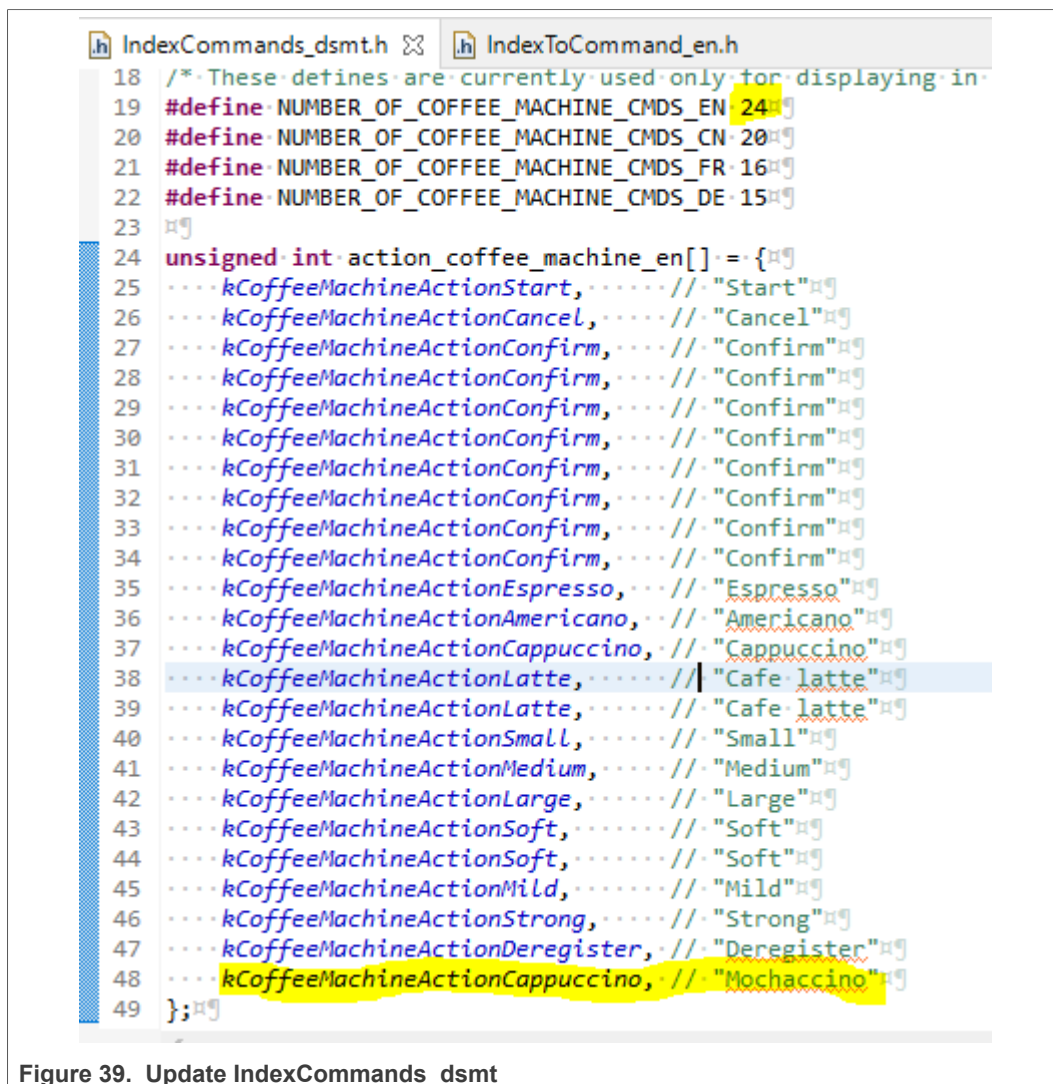 IndexCommands_dsmt.h IndexToCommand_en.h
18 /* These defines are currently used only for displaying in
19 #define NUMBER_OF_COFFEE_MACHINE_CMDS_EN 24
20 #define NUMBER_OF_COFFEE_MACHINE_CMDS_CN 20
21 #define NUMBER_OF_COFFEE_MACHINE_CMDS_FR 16
22 #define NUMBER_OF_COFFEE_MACHINE_CMDS_DE 15
23
24 unsigned int action_coffee_machine_en[] = {
25 kCoffeeMachineActionStart, // "Start"
26 kCoffeeMachineActionCancel, // "Cancel"
27 kCoffeeMachineActionConfirm, // "Confirm"
28 kCoffeeMachineActionConfirm, // "Confirm"
29 kCoffeeMachineActionConfirm, // "Confirm"
30 kCoffeeMachineActionConfirm, // "Confirm"
31 kCoffeeMachineActionConfirm, // "Confirm"
32 kCoffeeMachineActionConfirm, // "Confirm"
33 kCoffeeMachineActionConfirm, // "Confirm"
34 kCoffeeMachineActionConfirm, // "Confirm"
35 kCoffeeMachineActionEspresso, // "Espresso"
36 kCoffeeMachineActionAmericano, // "Americano"
37 kCoffeeMachineActionCappuccino, // "Cappuccino"
38 kCoffeeMachineActionLatte, // "Cafe latte"
39 kCoffeeMachineActionLatte, // "Cafe latte"
40 kCoffeeMachineActionSmall, // "Small"
41 kCoffeeMachineActionMedium, // "Medium"
42 kCoffeeMachineActionLarge, // "Large"
43 kCoffeeMachineActionSoft, // "Soft"
44 kCoffeeMachineActionSoft, // "Soft"
45 kCoffeeMachineActionMild, // "Mild"
46 kCoffeeMachineActionStrong, // "Strong"
47 kCoffeeMachineActionDeregister, // "Deregister"
48 kCoffeeMachineActionCappuccino, // "Mochaccino"
49 };
Figure 39. Update IndexCommands_dsmt